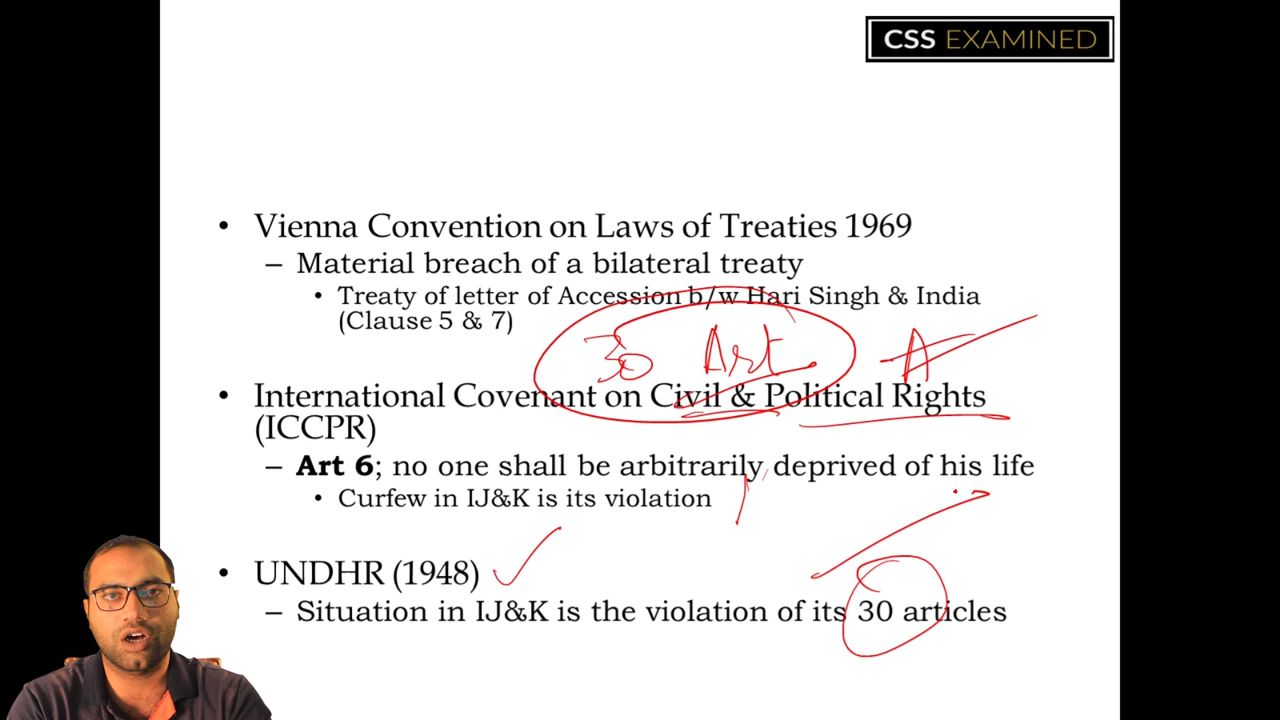 CSS EXAMINED
• Vienna Convention on Laws of Treaties 1969
– Material breach of a bilateral treaty
• Treaty of letter of Accession b/w Hari Singh & India
(Clause 5 & 7)
30 Art
A
• International Covenant on Civil & Political Rights
(ICCPR)
– Art 6; no one shall be arbitrarily deprived of his life
• Curfew in IJ&K is its violation
• UNDHR (1948)
– Situation in IJ&K is the violation of its 30 articles